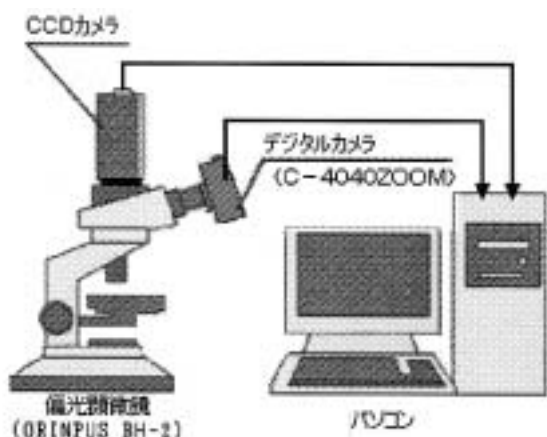 CCDカメラ
デジタルカメラ
(C-4040ZOOM)
偏光顕微鏡
(ORINPUS BH-2)
パソコン